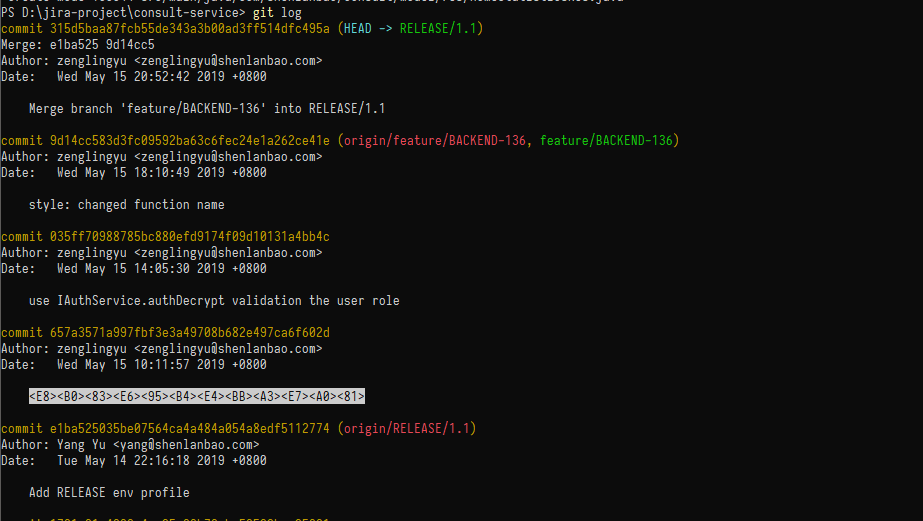 PS D:\jira-project\consult-service> git log
commit 315d5baa87fcb55de343a3b00ad3ff514dfc495a (HEAD -> RELEASE/1.1)
Merge: e1ba525 9d14cc5
Author: zenglingyu <zenglingyu@shenlanbao.com>
Date:   Wed May 15 20:52:42 2019 +0800
Merge branch 'feature/BACKEND-136' into RELEASE/1.1
commit 9d14cc583d3fc09592ba63c6fec24e1a262ce41e (origin/feature/BACKEND-136, feature/BACKEND-136)
Author: zenglingyu <zenglingyu@shenlanbao.com>
Date:   Wed May 15 18:10:49 2019 +0800
style: changed function name
commit 035ff70988785bc880efd9174f09d10131a4bb4c
Author: zenglingyu <zenglingyu@shenlanbao.com>
Date:   Wed May 15 14:05:30 2019 +0800
use IAuthService.authDecrypt validation the user role
commit 657a3571a997fbf3e3a49708b682e497ca6f602d
Author: zenglingyu <zenglingyu@shenlanbao.com>
Date:   Wed May 15 10:11:57 2019 +0800
<E8><B0><83><E6><95><B4><E4><BB><A3><E7><A0><81>
commit e1ba525035be07564ca4a484a054a8edf5112774 (origin/RELEASE/1.1)
Author: Yang Yu <yang@shenlanbao.com>
Date:   Tue May 14 22:16:18 2019 +0800
Add RELEASE env profile